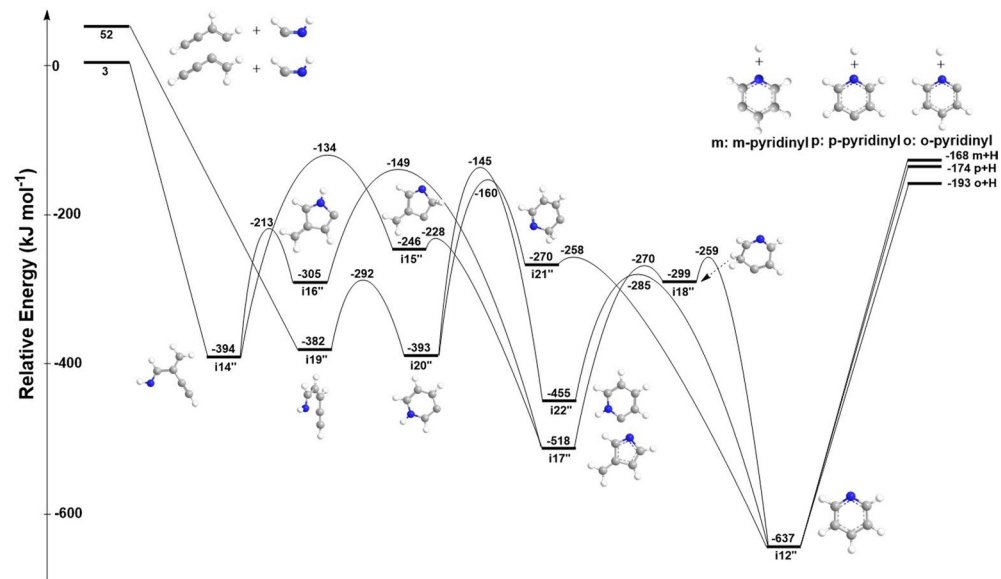 52
+
+
0
3
+
+
+
m: m-pyridinyl p: p-pyridinyl o: o-pyridinyl
-134
-149
-145
-168 m+H
-174 p+H
-160
-193 o+H
-200
-213
-246
-228
i15''
-270
-258
i21''
-270
-259
-299
-285
i18''
-305
i16''
-292
-382
i19''
-394
i14''
-393
i20''
-400
-455
i22''
-518
i17''
-600
-637
i12''
Relative Energy (kJ mol-1)